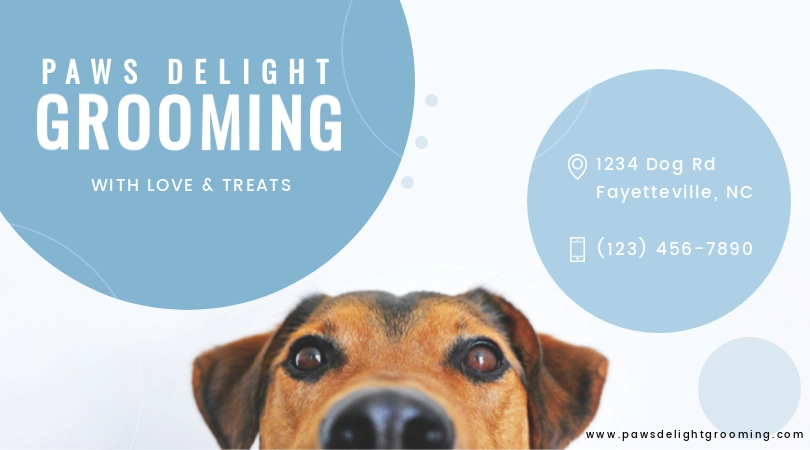 PAWS DELIGHT
GROOMING
WITH LOVE & TREATS
1234 Dog Rd
Fayetteville, NC
(123) 456-7890
www.pawsdelightgrooming.com